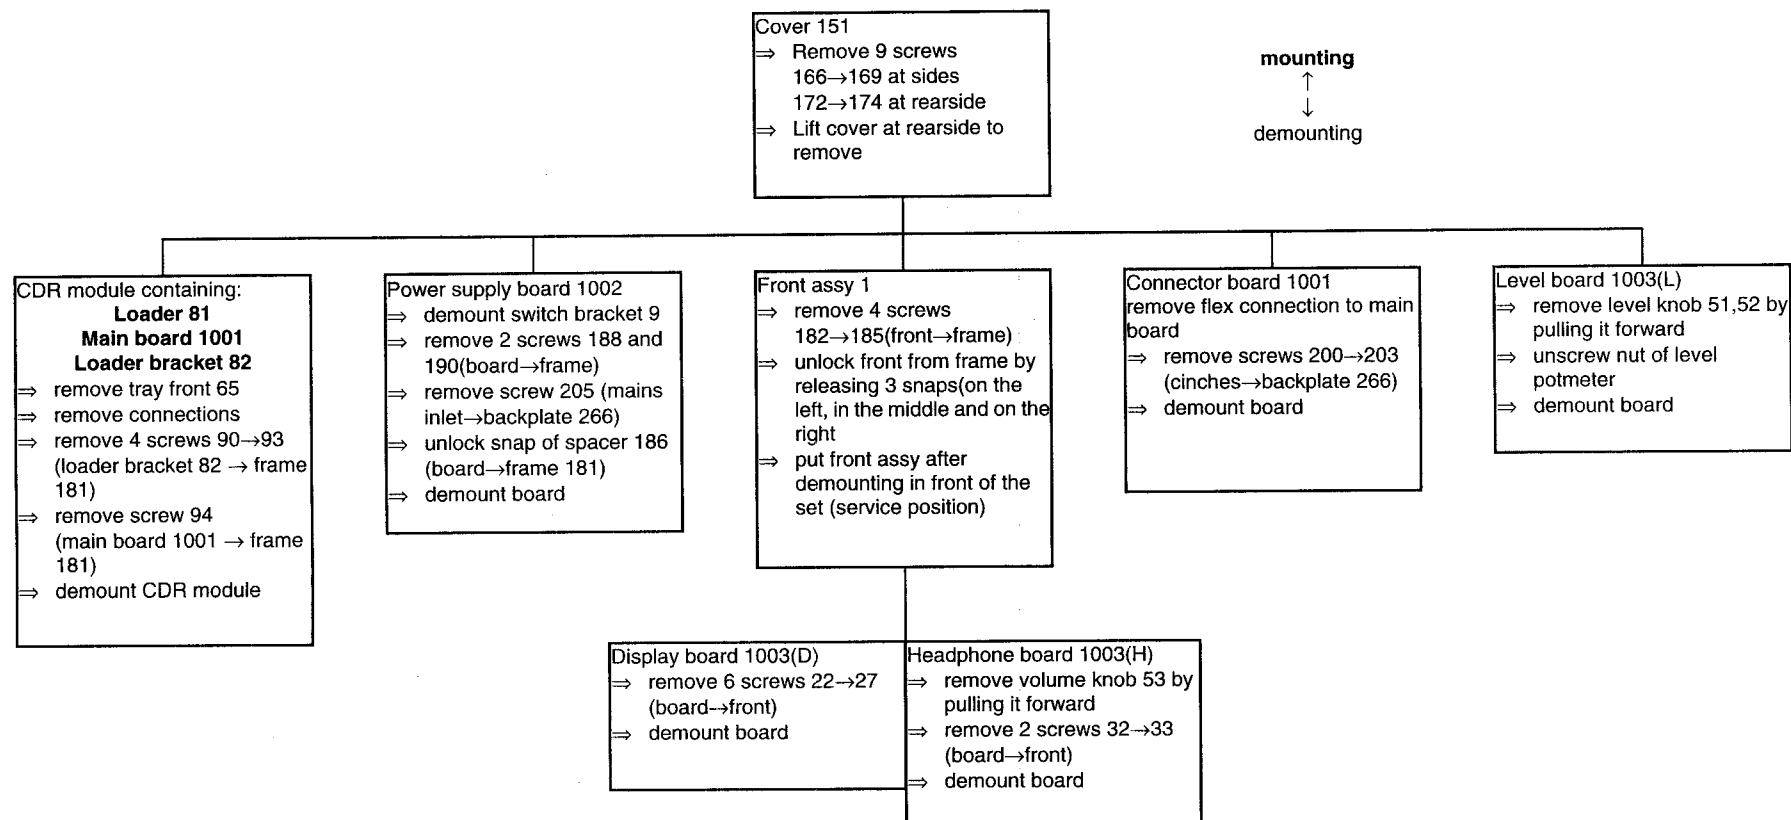 Cover 151
⇒ Remove 9 screws
166→169 at sides
172→174 at rearside
⇒ Lift cover at rearside to
remove
mounting
↑
↓
demounting
CDR module containing:
Loader 81
Main board 1001
Loader bracket 82
⇒ remove tray front 65
⇒ remove connections
⇒ remove 4 screws 90→93
(loader bracket 82 → frame
181)
⇒ remove screw 94
(main board 1001 → frame
181)
⇒ demount CDR module
Power supply board 1002
⇒ demount switch bracket 9
⇒ remove 2 screws 188 and
190(board→frame)
⇒ remove screw 205 (mains
inlet→backplate 266)
⇒ unlock snap of spacer 186
(board→frame 181)
⇒ demount board
Front assy 1
⇒ remove 4 screws
182→185(front→frame)
⇒ unlock front from frame by
releasing 3 snaps(on the
left, in the middle and on the
right
⇒ put front assy after
demounting in front of the
set (service position)
Connector board 1001
remove flex connection to main
board
⇒ remove screws 200→203
(cinches→backplate 266)
⇒ demount board
Level board 1003(L)
⇒ remove level knob 51,52 by
pulling it forward
⇒ unscrew nut of level
potmeter
⇒ demount board
Display board 1003(D)
⇒ remove 6 screws 22→27
(board→front)
⇒ demount board
Headphone board 1003(H)
⇒ remove volume knob 53 by
pulling it forward
⇒ remove 2 screws 32→33
(board→front)
⇒ demount board